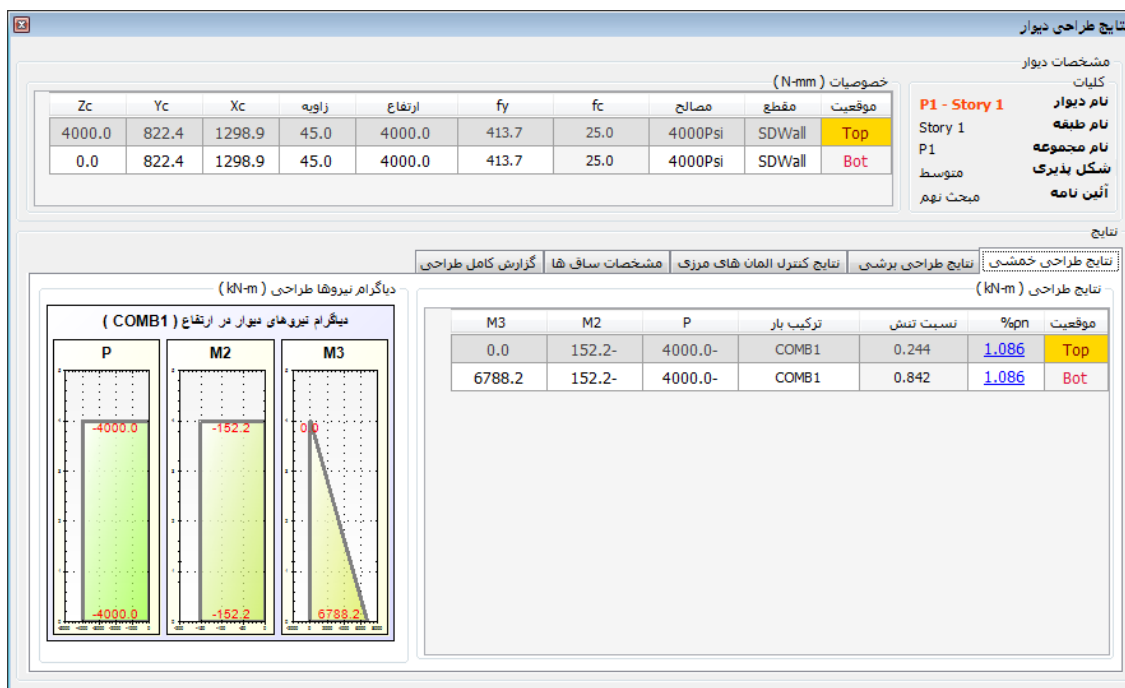 نتایج طراحی دیوار
مشخصات دیوار
کلیات
نام دیوار P1 - Story 1
نام طبقه Story 1
نام مجموعه P1
شکل پذیری متوسط
آئین نامه مبحث نهم
خصوصیات ( N-mm )
موقعیت مقطع مصالح fc fy ارتفاع زاویه Xc Yc Zc
Top SDWall 4000Psi 25.0 413.7 4000.0 45.0 1298.9 822.4 4000.0
Bot SDWall 4000Psi 25.0 413.7 4000.0 45.0 1298.9 822.4 0.0
نتایج
نتایج طراحی خمشی نتایج طراحی برشی نتایج کنترل المان های مرزی مشخصات ساق ها گزارش کامل طراحی
نتایج طراحی ( kN-m )
موقعیت %ρn نسبت تنش ترکیب بار P M2 M3
Top 1.086 0.244 COMB1 4000.0- 152.2- 0.0
Bot 1.086 0.842 COMB1 4000.0- 152.2- 6788.2
دیاگرام نیروها طراحی ( kN-m )
دیاگرام نیروهای دیوار در ارتفاع ( COMB1 )
P M2 M3
-4000.0 -152.2 0.0
-4000.0 -152.2 6788.2